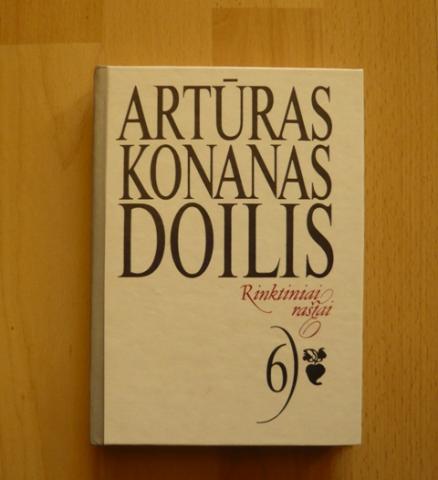 ARTŪRAS
KONANAS
DOILIS
Rinktiniai
raštai
6)